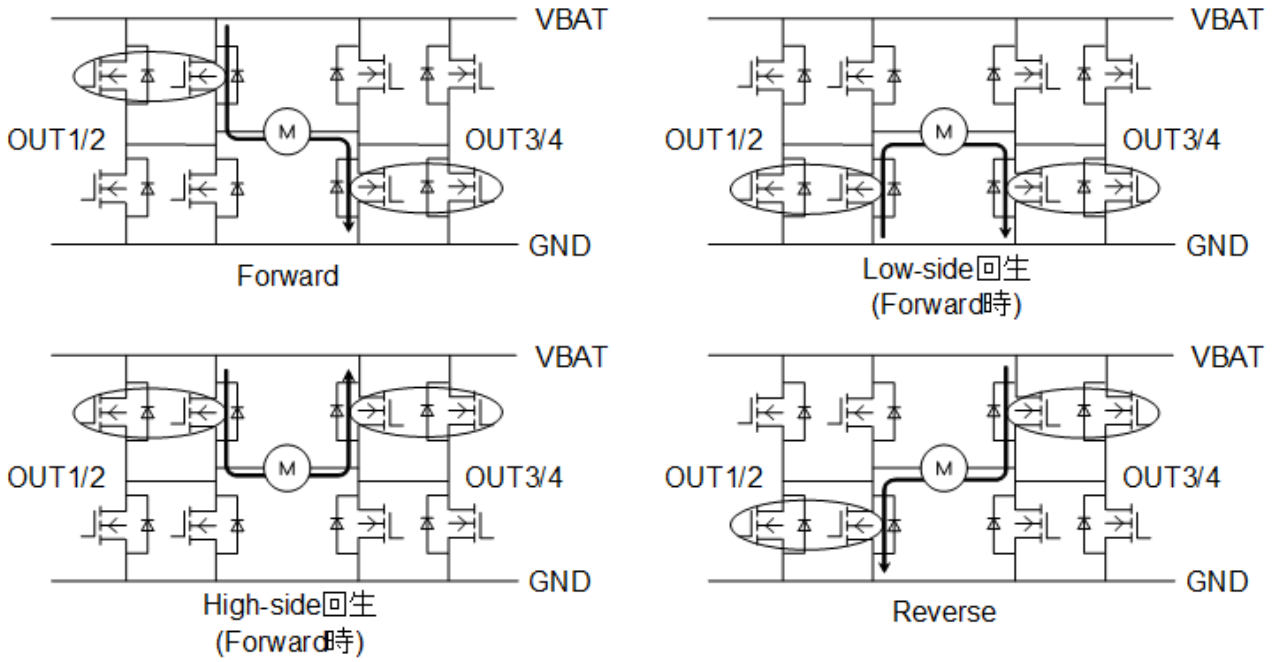 VBAT
OUT1/2
M
OUT3/4
GND
Forward
VBAT
OUT1/2
M
OUT3/4
GND
Low-side回生
(Forward時)
VBAT
OUT1/2
M
OUT3/4
GND
High-side回生
(Forward時)
VBAT
OUT1/2
M
OUT3/4
GND
Reverse